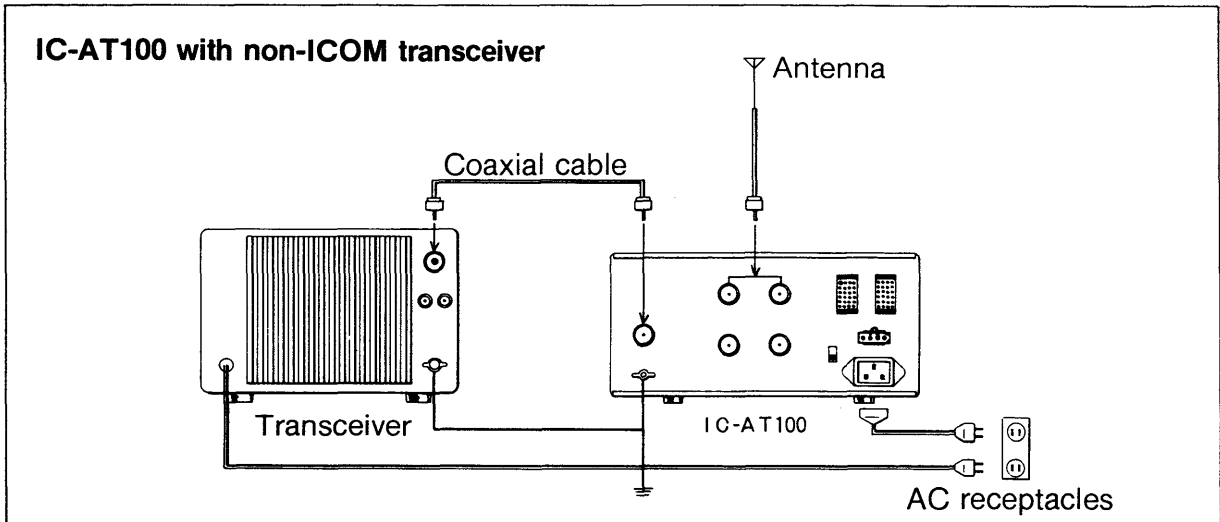 IC-AT100 with non-ICOM transceiver
Antenna
Coaxial cable
Transceiver
IC-AT100
AC receptacles